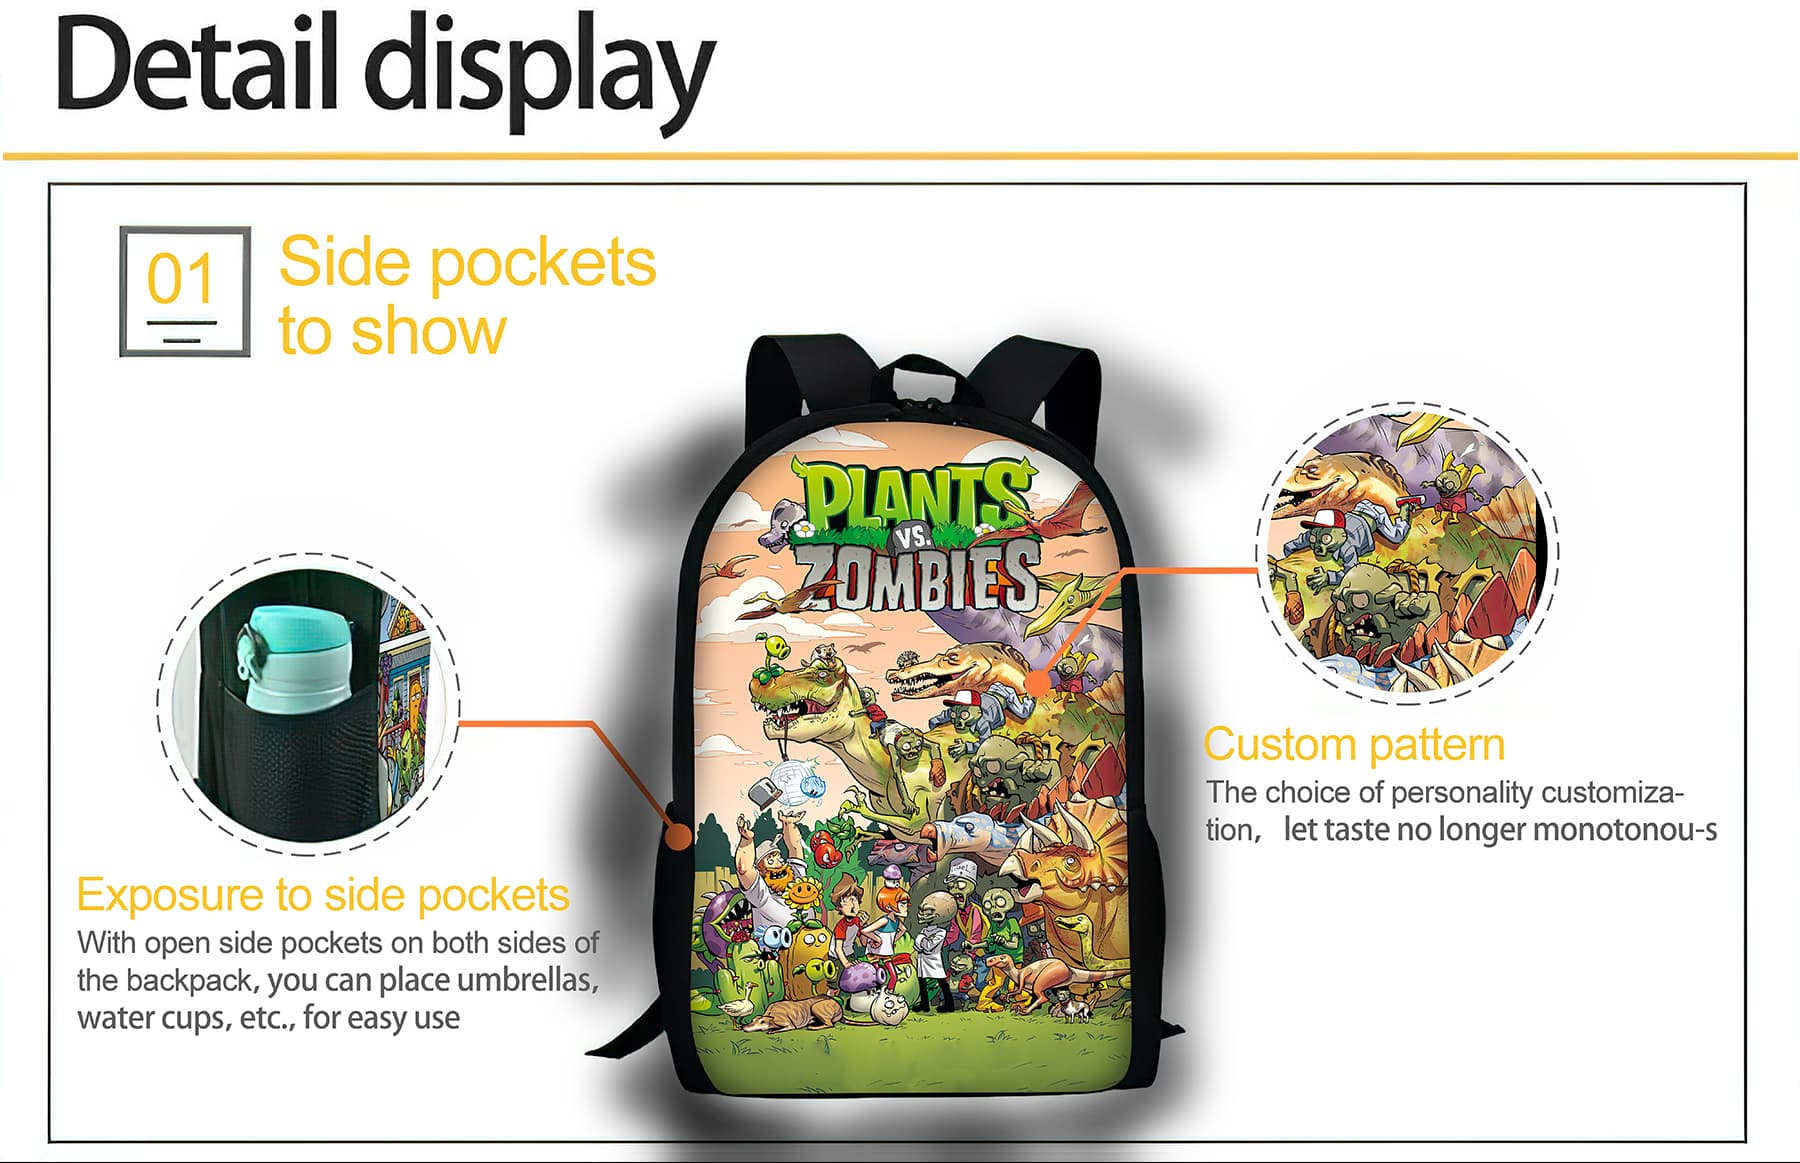 Detail display
01
Side pockets
to show
PLANTS
VS.
ZOMBIES
Custom pattern
The choice of personality customiza-
tion, let taste no longer monotonou-s
Exposure to side pockets
With open side pockets on both sides of
the backpack, you can place umbrellas,
water cups, etc., for easy use